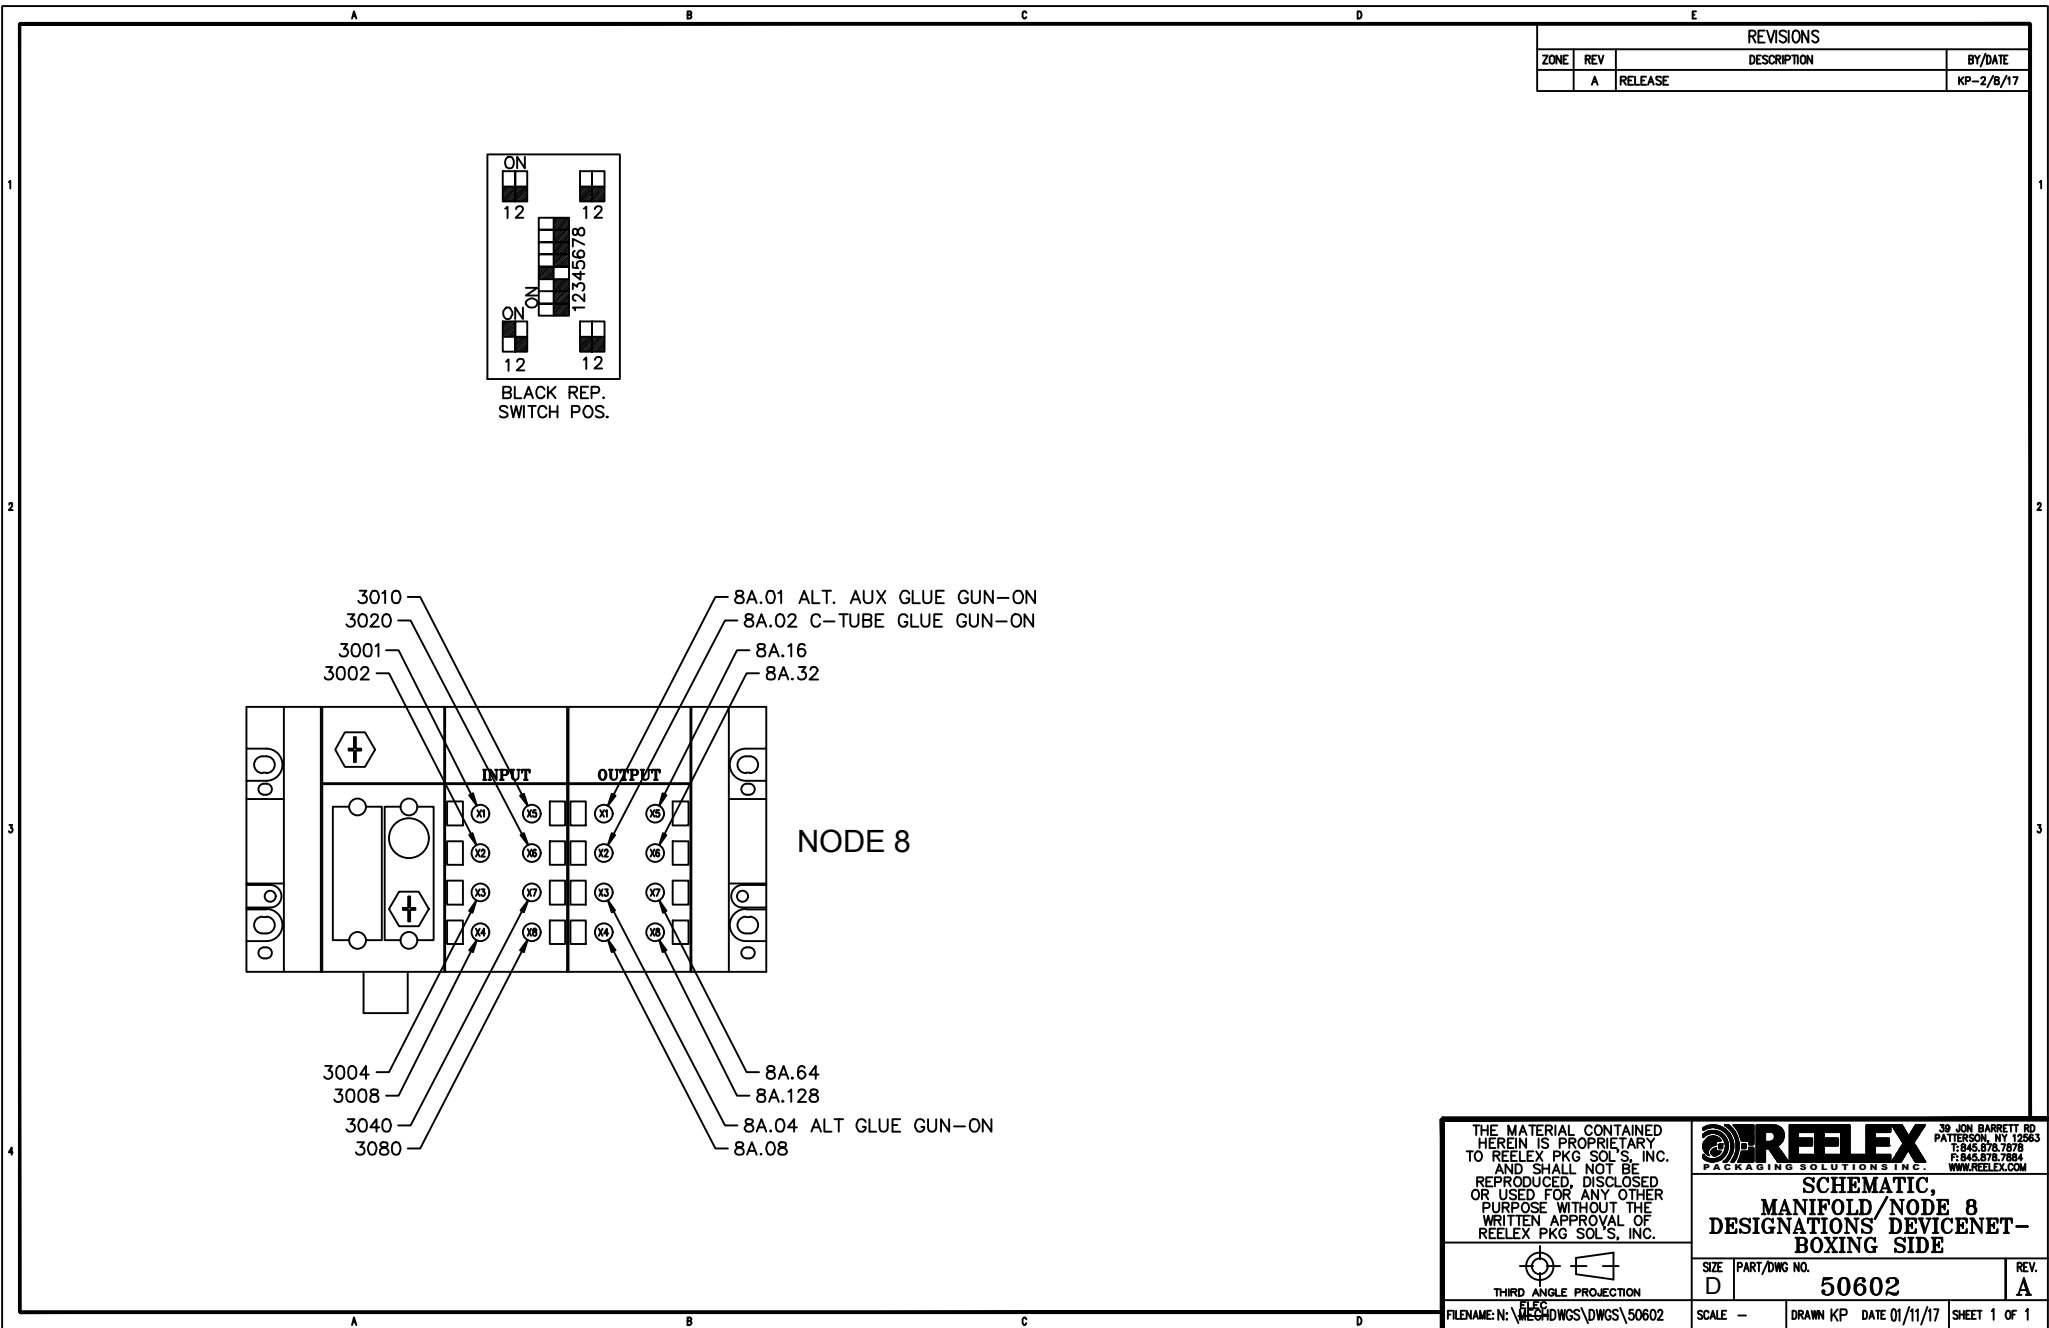 A B C D E
REVISIONS
ZONE REV DESCRIPTION BY/DATE
A RELEASE KP-2/8/17
1 1
ON
12 12
12345678
ON
ON
12 12
BLACK REP.
SWITCH POS.
2 2
3010
3020
3001
3002
8A.01 ALT. AUX GLUE GUN-ON
8A.02 C-TUBE GLUE GUN-ON
8A.16
8A.32
INPUT OUTPUT
X1 X5 X1 X5
X2 X6 X2 X6
X3 X7 X3 X7
X4 X8 X4 X8
NODE 8
3 3
3004
3008
3040
3080
8A.64
8A.128
8A.04 ALT GLUE GUN-ON
8A.08
4
THE MATERIAL CONTAINED
HEREIN IS PROPRIETARY
TO REELEX PKG SOL'S, INC.
AND SHALL NOT BE
REPRODUCED, DISCLOSED
OR USED FOR ANY OTHER
PURPOSE WITHOUT THE
WRITTEN APPROVAL OF
REELEX PKG SOL'S, INC.
THIRD ANGLE PROJECTION
ELEC
FILENAME: N:\MECHDWGS\DWGS\50602
REELEX
PACKAGING SOLUTIONS INC.
39 JON BARRETT RD
PATTERSON, NY 12563
T: 845.878.7878
F: 845.878.7884
WWW.REELEX.COM
SCHEMATIC,
MANIFOLD/NODE 8
DESIGNATIONS DEVICENET-
BOXING SIDE
SIZE D PART/DWG NO. 50602 REV. A
SCALE - DRAWN KP DATE 01/11/17 SHEET 1 OF 1
A B C D